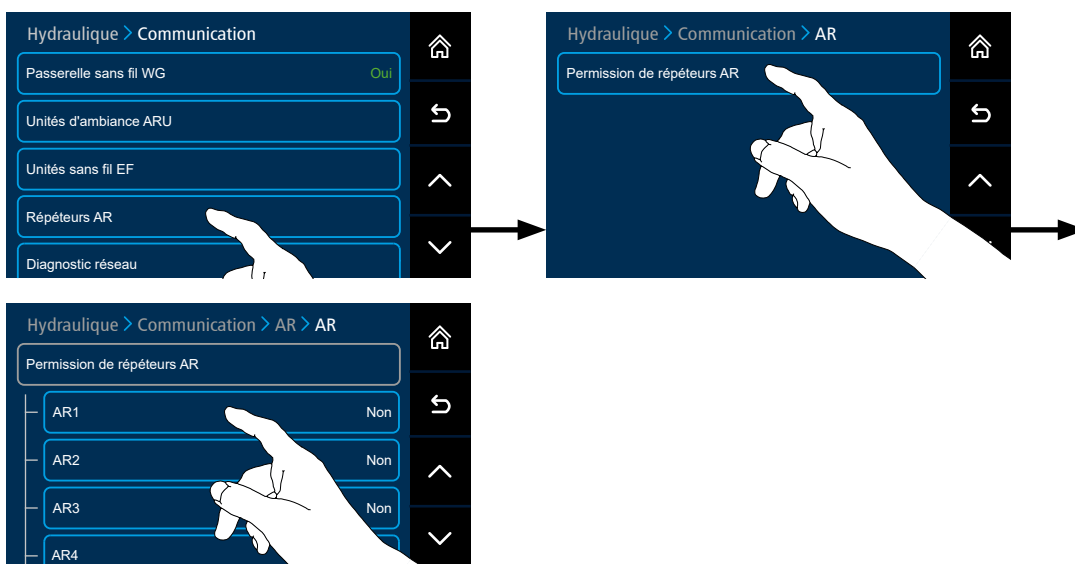 Hydraulique > Communication
Passerelle sans fil WG Oui
Unités d'ambiance ARU
Unités sans fil EF
Répéteurs AR
Diagnostic réseau
Hydraulique > Communication > AR
Permission de répéteurs AR
Hydraulique > Communication > AR > AR
Permission de répéteurs AR
AR1 Non
AR2 Non
AR3 Non
AR4